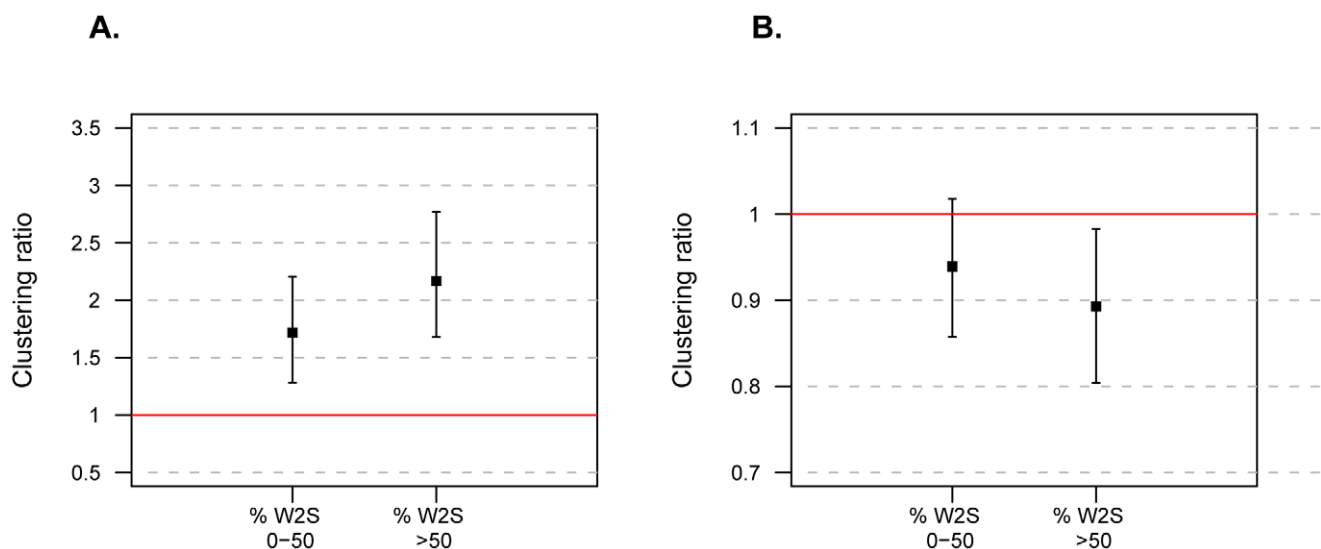 A.
Clustering ratio
3.5
3
2.5
2
1.5
1
0.5
% W2S
0−50
% W2S
>50
B.
Clustering ratio
1.1
1
0.9
0.8
0.7
% W2S
0−50
% W2S
>50